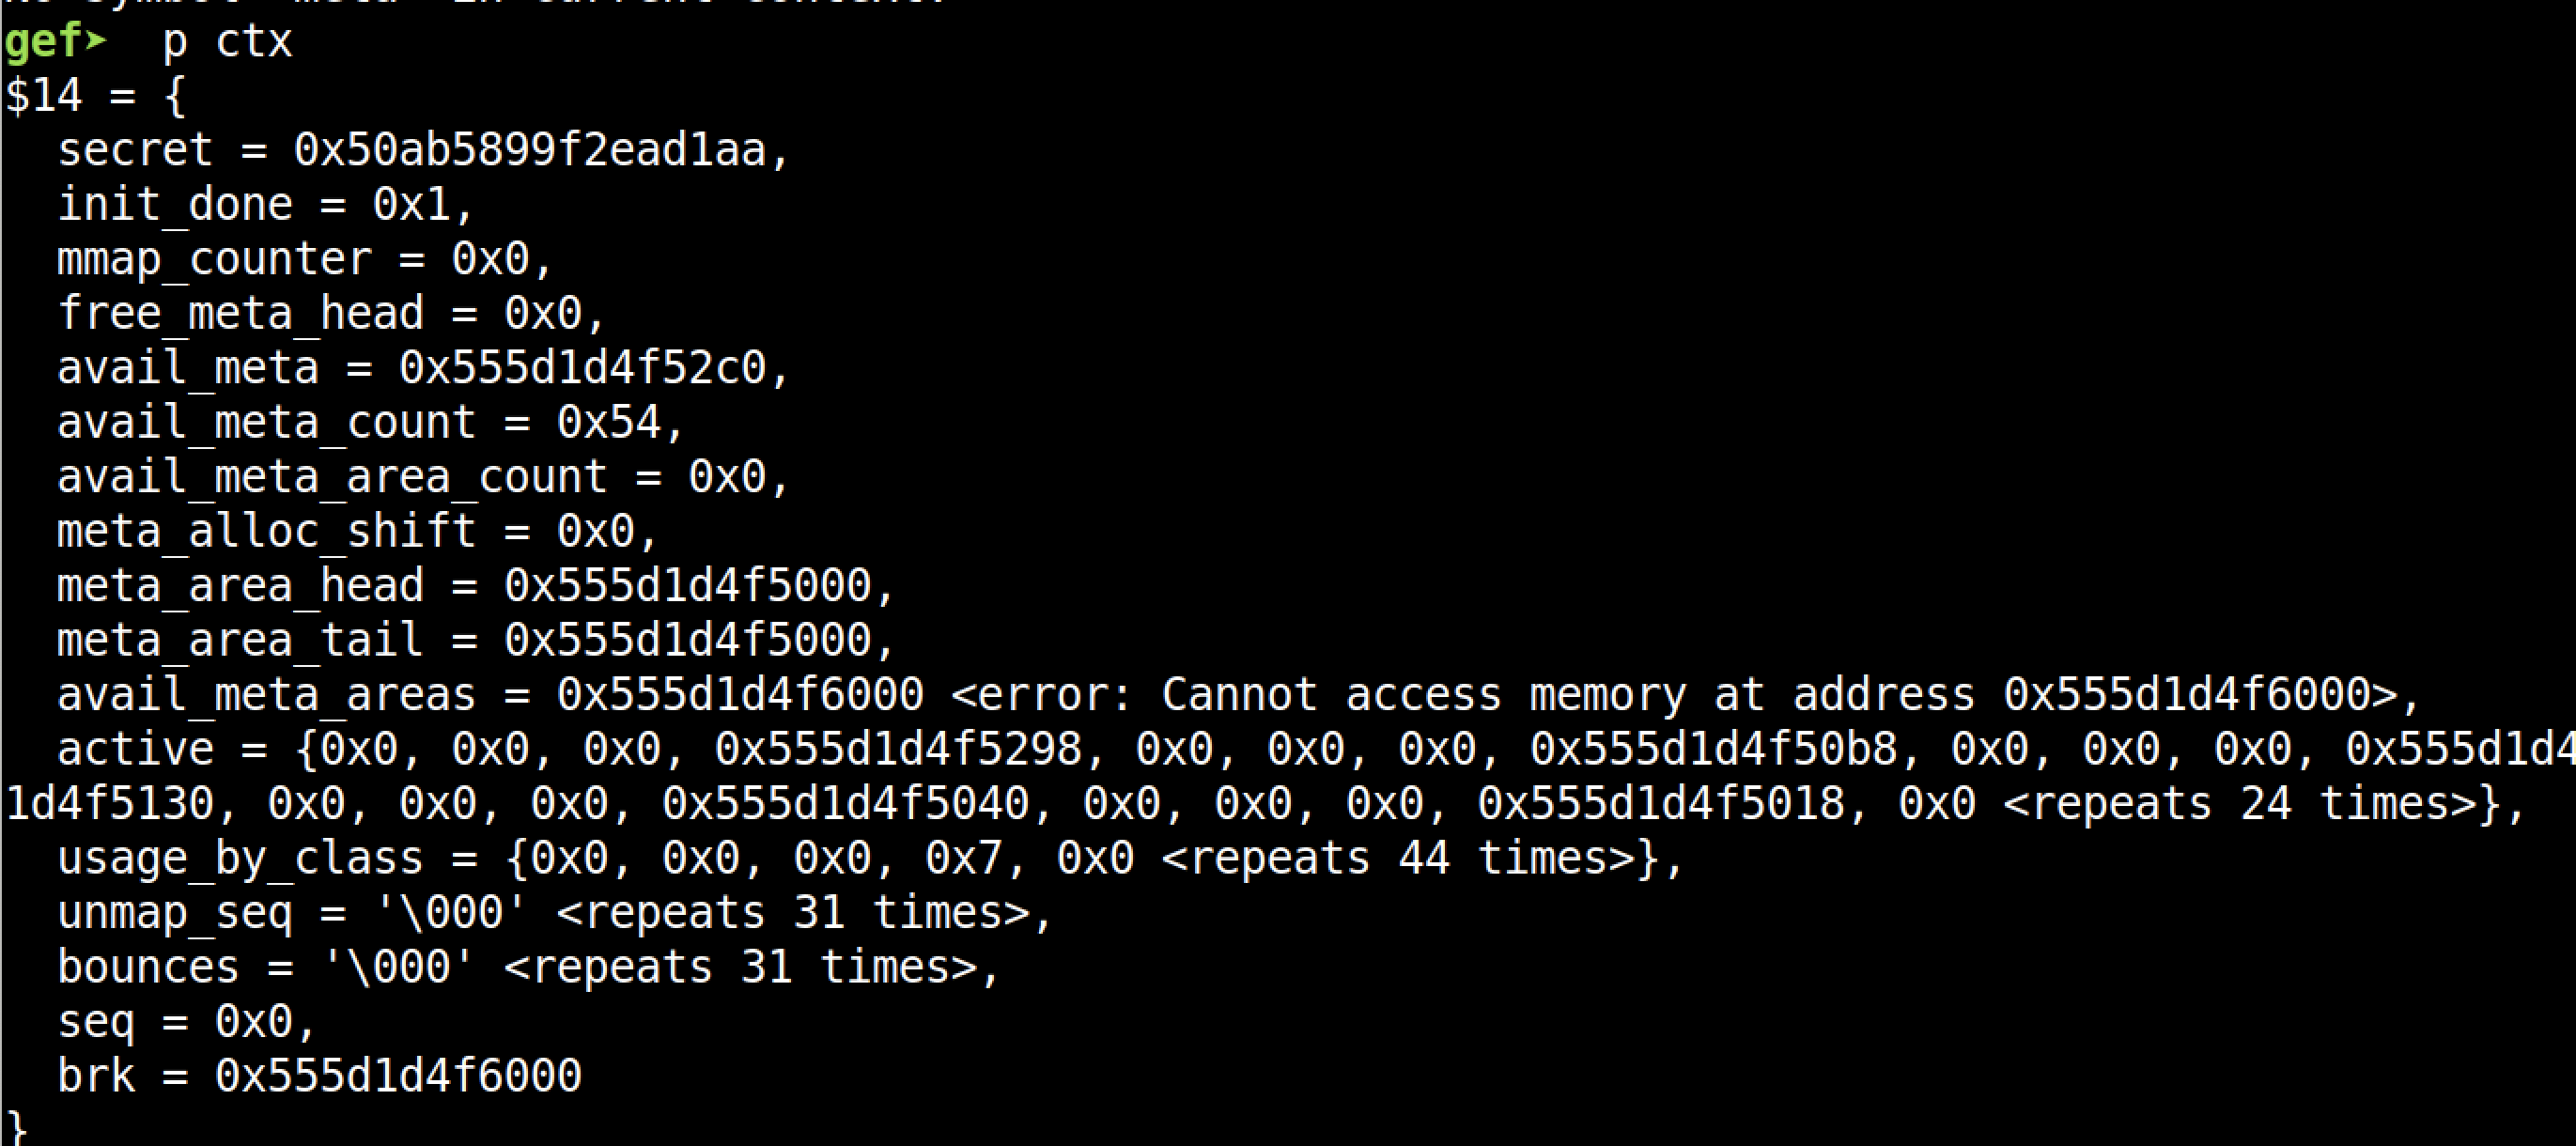 gef➤  p ctx
$14 = {
  secret = 0x50ab5899f2ead1aa,
  init_done = 0x1,
  mmap_counter = 0x0,
  free_meta_head = 0x0,
  avail_meta = 0x555d1d4f52c0,
  avail_meta_count = 0x54,
  avail_meta_area_count = 0x0,
  meta_alloc_shift = 0x0,
  meta_area_head = 0x555d1d4f5000,
  meta_area_tail = 0x555d1d4f5000,
  avail_meta_areas = 0x555d1d4f6000 <error: Cannot access memory at address 0x555d1d4f6000>,
  active = {0x0, 0x0, 0x0, 0x555d1d4f5298, 0x0, 0x0, 0x0, 0x555d1d4f50b8, 0x0, 0x0, 0x0, 0x555d1d4
1d4f5130, 0x0, 0x0, 0x0, 0x555d1d4f5040, 0x0, 0x0, 0x0, 0x555d1d4f5018, 0x0 <repeats 24 times>},
  usage_by_class = {0x0, 0x0, 0x0, 0x7, 0x0 <repeats 44 times>},
  unmap_seq = '\000' <repeats 31 times>,
  bounces = '\000' <repeats 31 times>,
  seq = 0x0,
  brk = 0x555d1d4f6000
}